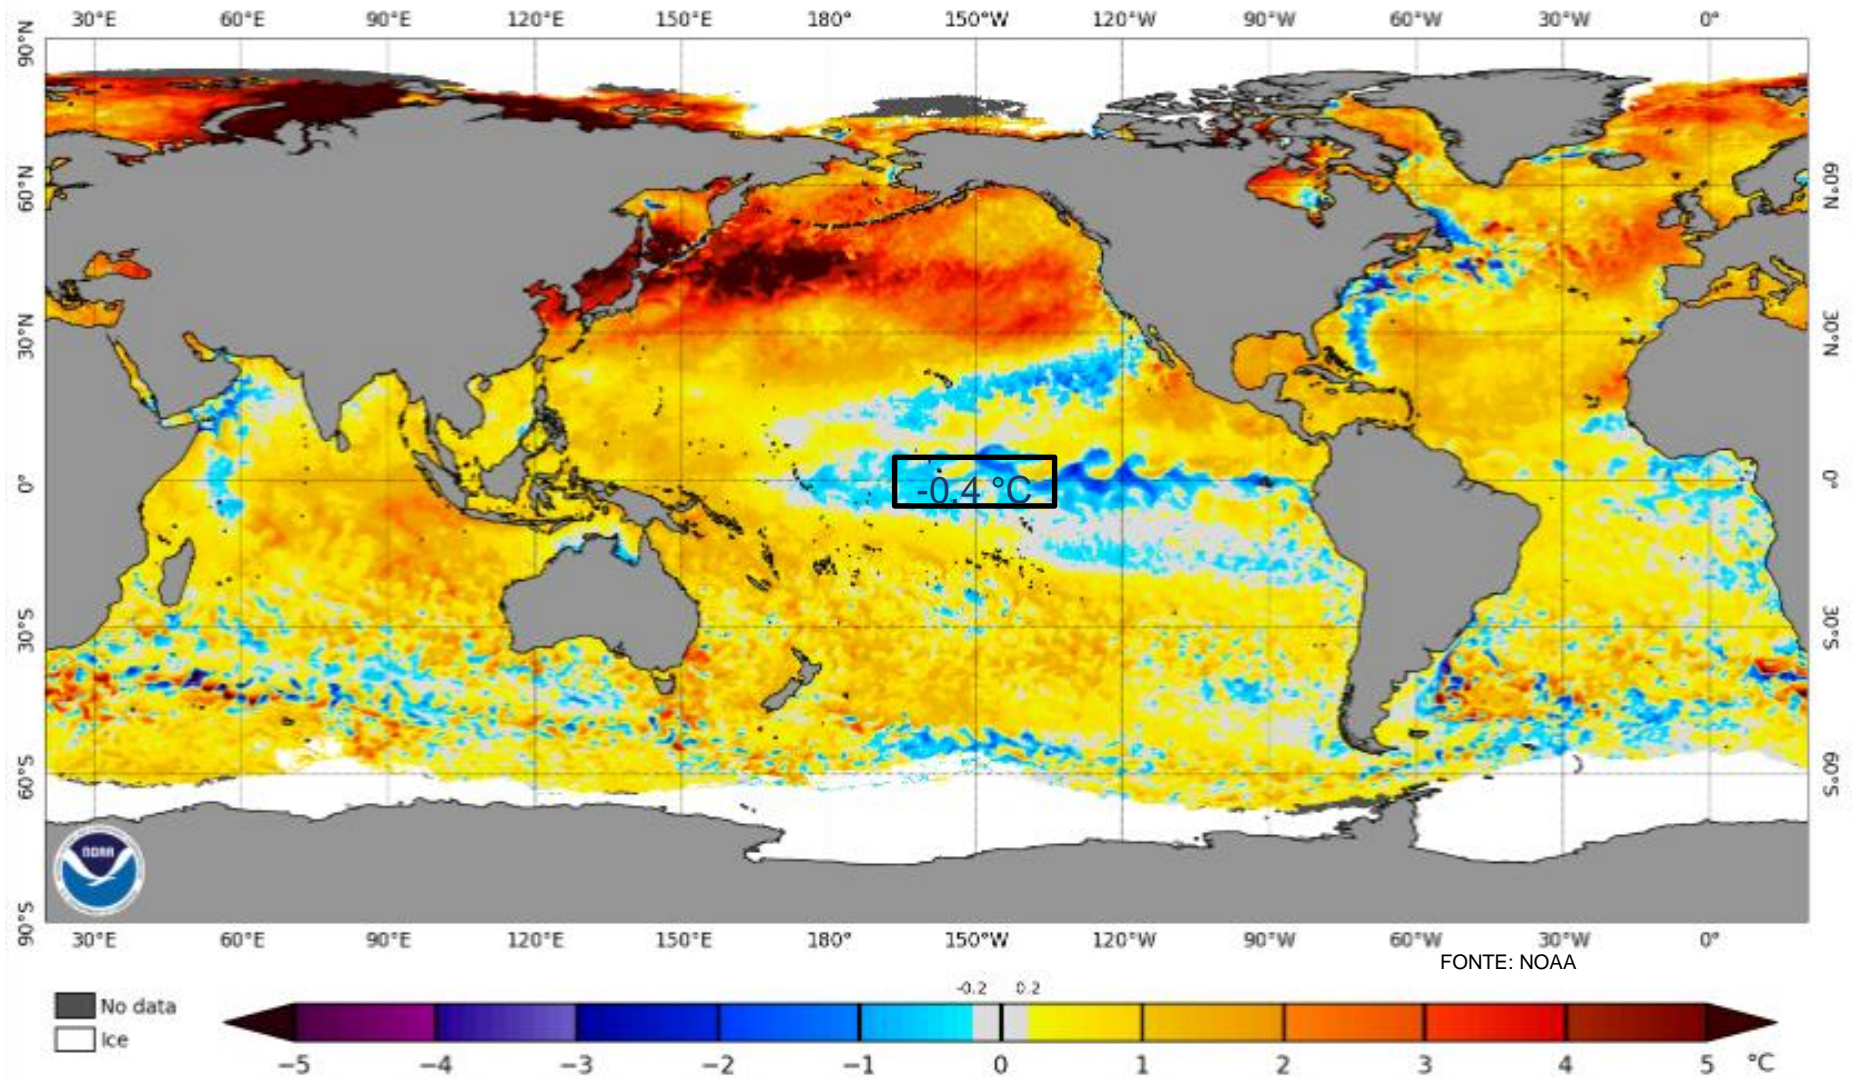 30°E 60°E 90°E 120°E 150°E 180° 150°W 120°W 90°W 60°W 30°W 0°
90°N 
60°N 60°N
30°N 30°N
0° 0°
-0.4 °C
30°S 30°S
60°S 60°S
NOAA
90°S
30°E 60°E 90°E 120°E 150°E 180° 150°W 120°W 90°W 60°W 30°W 0°
FONTE: NOAA
-0.2 0.2
No data
Ice
−5 −4 −3 −2 −1 0 1 2 3 4 5 °C